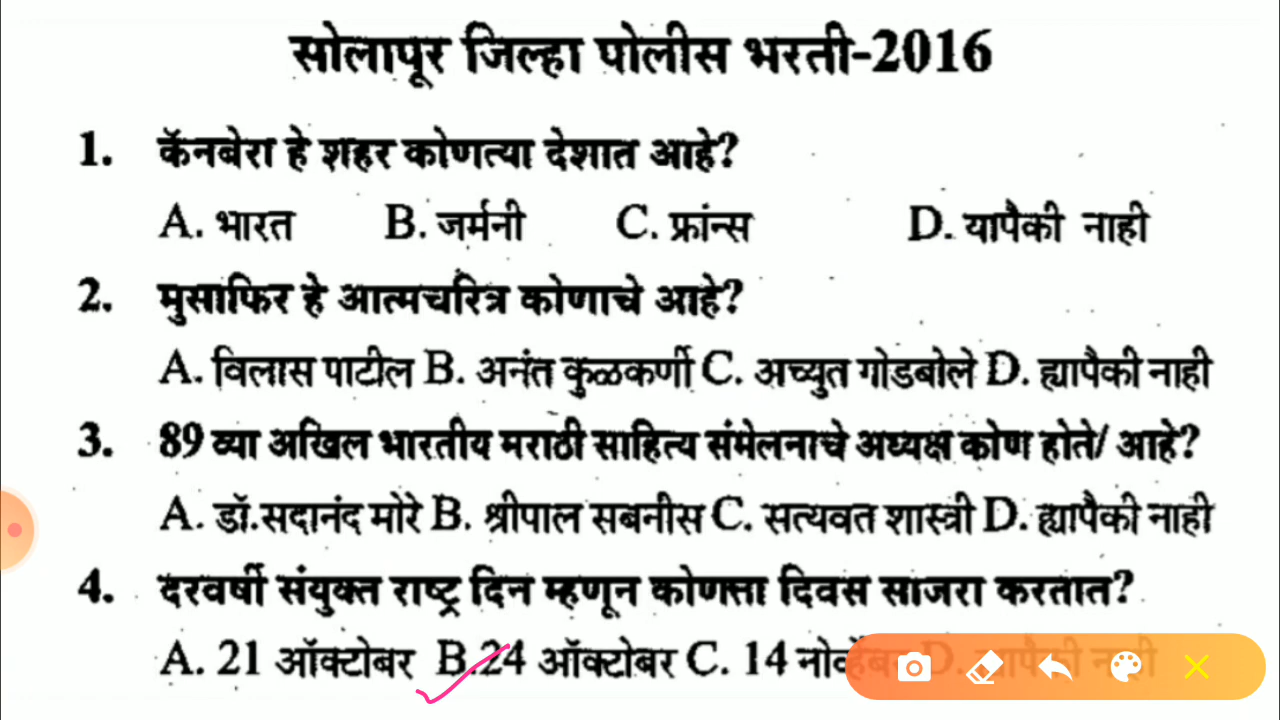 सोलापूर जिल्हा पोलीस भरती-2016
1. कॅनबेरा हे शहर कोणत्या देशात आहे?
A. भारत B. जर्मनी C. फ्रांन्स D. यापैकी नाही
2. मुसाफिर हे आत्मचरित्र कोणाचे आहे?
A. विलास पाटील B. अनंत कुळकर्णी C. अच्युत गोडबोले D. ह्यापैकी नाही
3. 89 व्या अखिल भारतीय मराठी साहित्य संमेलनाचे अध्यक्ष कोण होते/ आहे?
A. डॉ.सदानंद मोरे B. श्रीपाल सबनीस C. सत्यवत शास्त्री D. ह्यापैकी नाही
4. दरवर्षी संयुक्त राष्ट्र दिन म्हणून कोणत्ता दिवस साजरा करतात?
A. 21 ऑक्टोबर B.24 ऑक्टोबर C. 14 नोव्हेंबर D. ह्यापैकी नाही